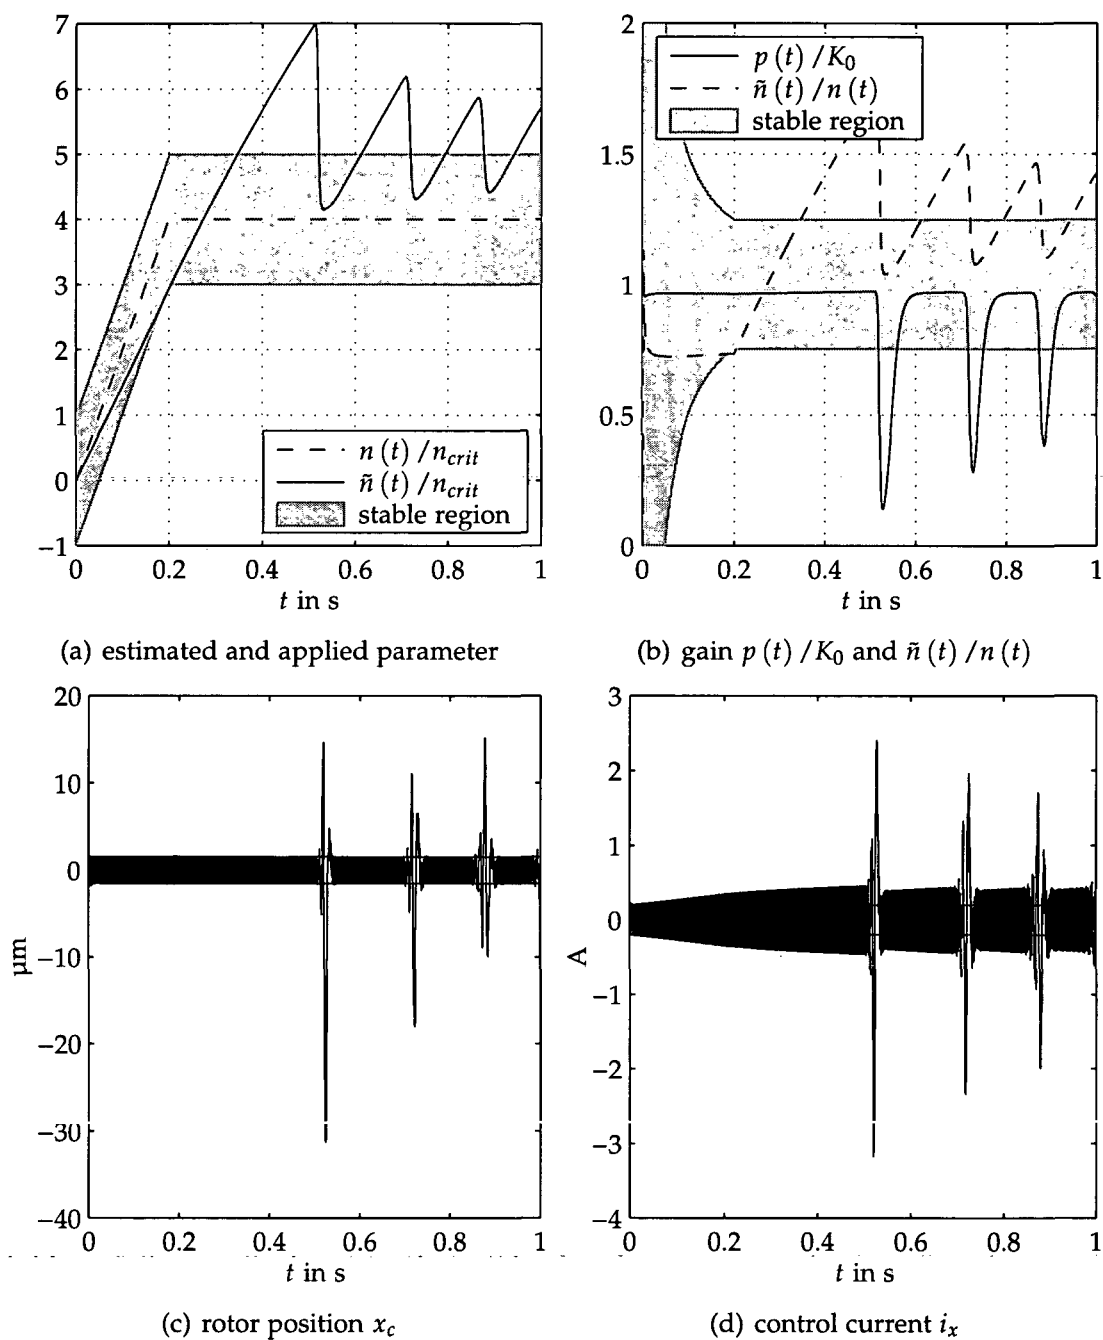 7
6
5
4
3
2
1
0
−1
n (t) /n_crit
ñ (t) /n_crit
stable region
0 0.2 0.4 0.6 0.8 1
t in s
(a) estimated and applied parameter
2
1.5
1
0.5
0
p (t) /K_0
ñ (t) /n (t)
stable region
0 0.2 0.4 0.6 0.8 1
t in s
(b) gain p (t) /K_0 and ñ (t) /n (t)
20
10
0
−10
−20
−30
−40
µm
0 0.2 0.4 0.6 0.8 1
t in s
(c) rotor position x_c
3
2
1
0
−1
−2
−3
−4
A
0 0.2 0.4 0.6 0.8 1
t in s
(d) control current i_x